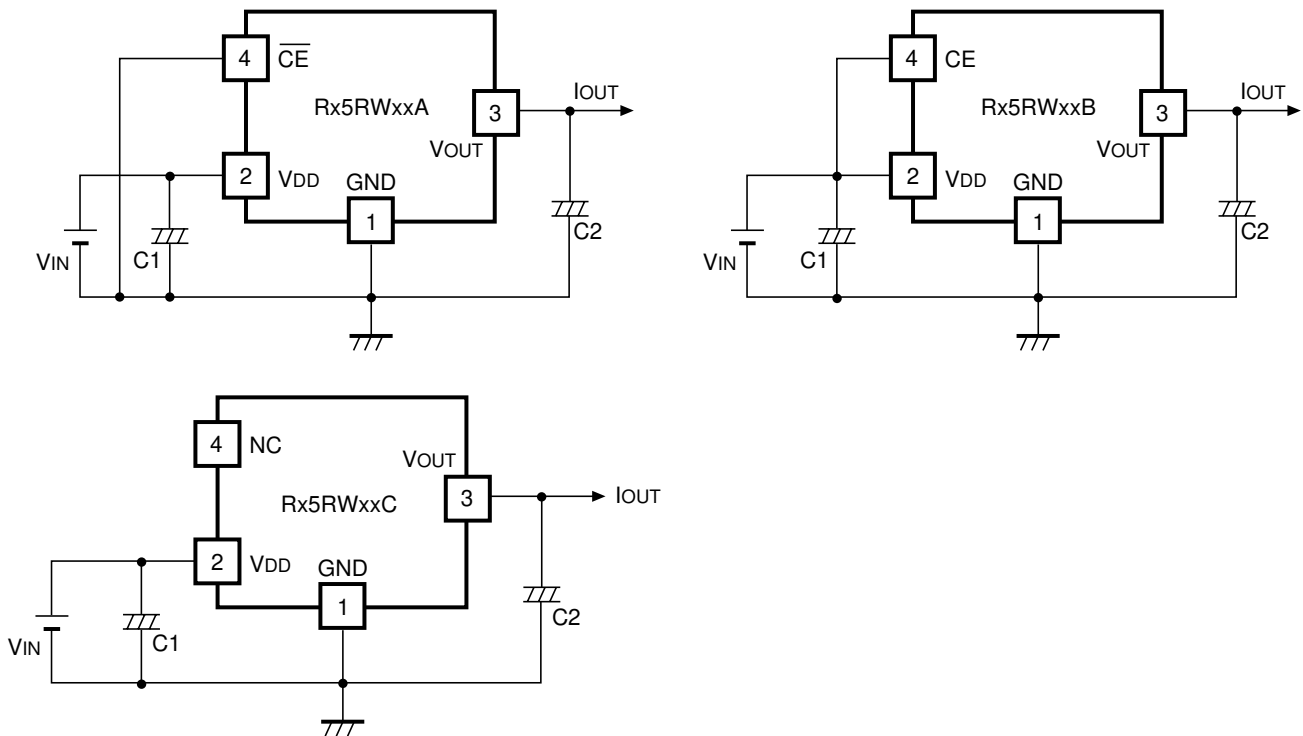 4 C̅E̅
Rx5RWxxA
3
IOUT
VOUT
2 VDD
GND
1
VIN
C1
C2
4 CE
Rx5RWxxB
3
IOUT
VOUT
2 VDD
GND
1
VIN
C1
C2
4 NC
VOUT
3
IOUT
Rx5RWxxC
2 VDD
GND
1
VIN
C1
C2